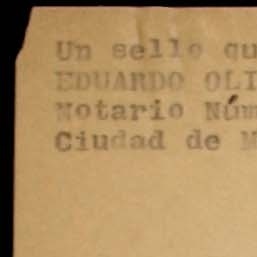 Un sello qu
EDUARDO OLI
Notario Núm
Ciudad de M